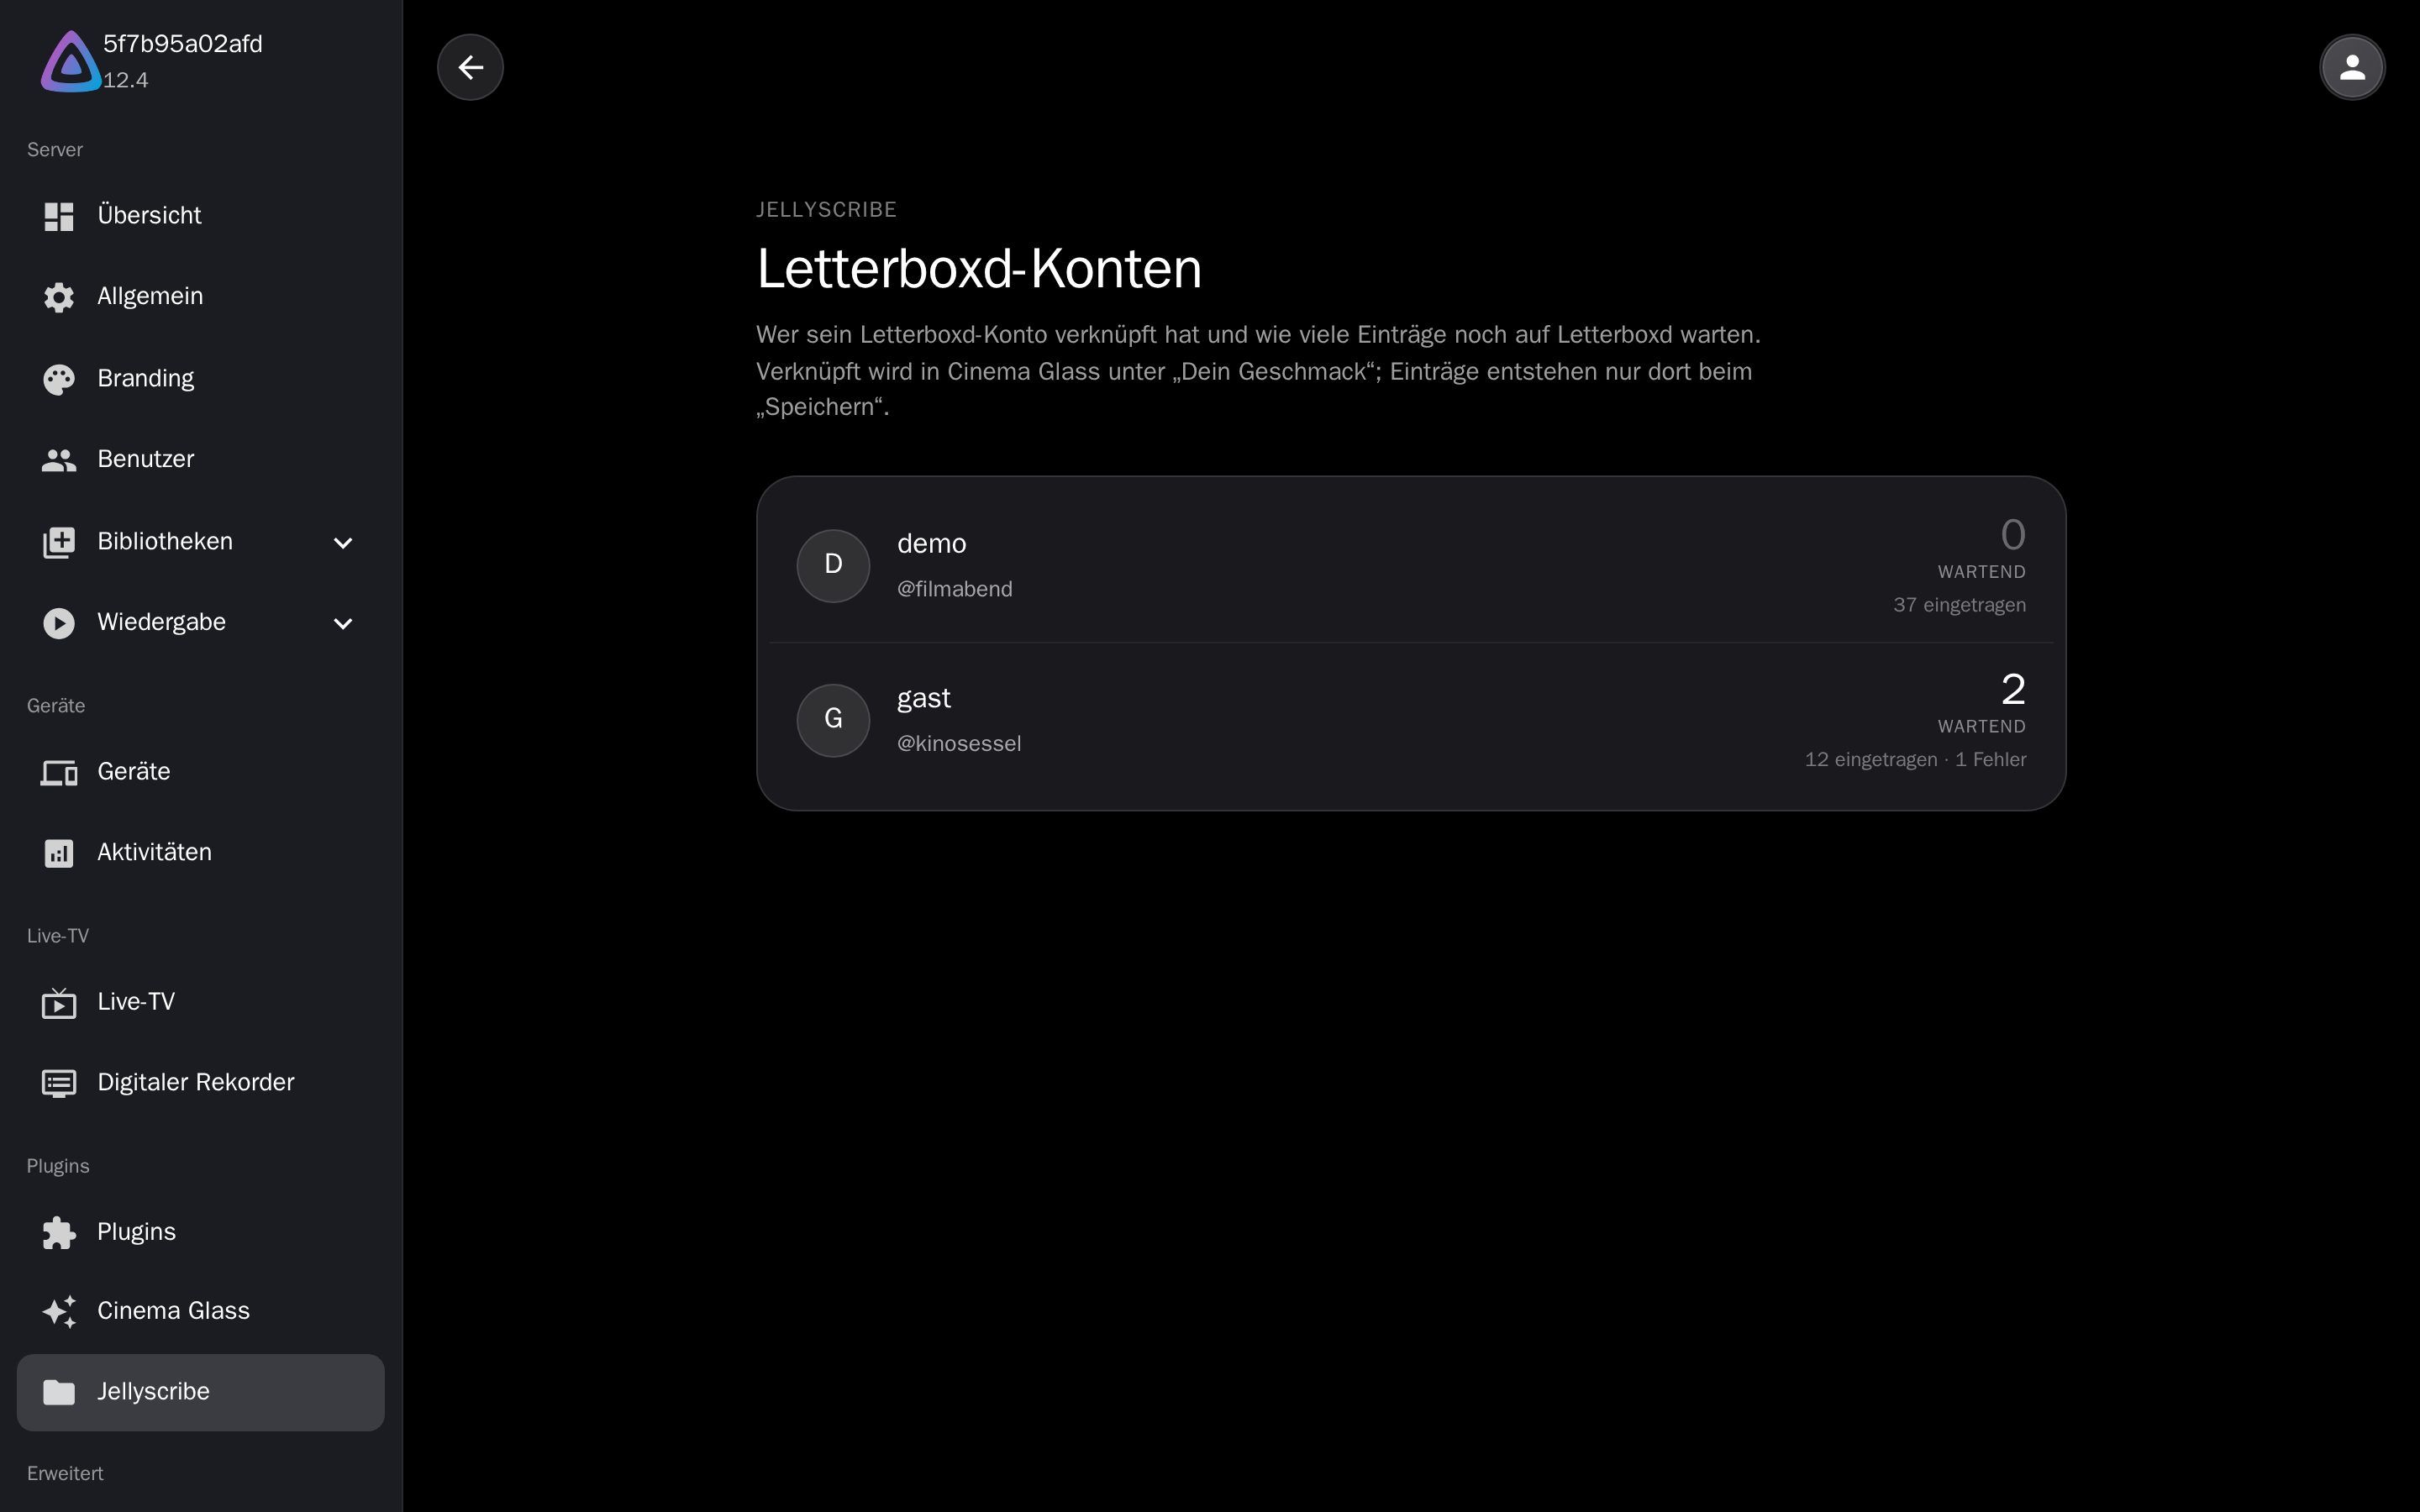 5f7b95a02afd
12.4
Server
Übersicht
Allgemein
Branding
Benutzer
Bibliotheken
Wiedergabe
Geräte
Geräte
Aktivitäten
Live-TV
Live-TV
Digitaler Rekorder
Plugins
Plugins
Cinema Glass
Jellyscribe
Erweitert
JELLYSCRIBE
Letterboxd-Konten
Wer sein Letterboxd-Konto verknüpft hat und wie viele Einträge noch auf Letterboxd warten.
Verknüpft wird in Cinema Glass unter „Dein Geschmack“; Einträge entstehen nur dort beim
„Speichern“.
D
demo
@filmabend
0
WARTEND
37 eingetragen
G
gast
@kinosessel
2
WARTEND
12 eingetragen · 1 Fehler